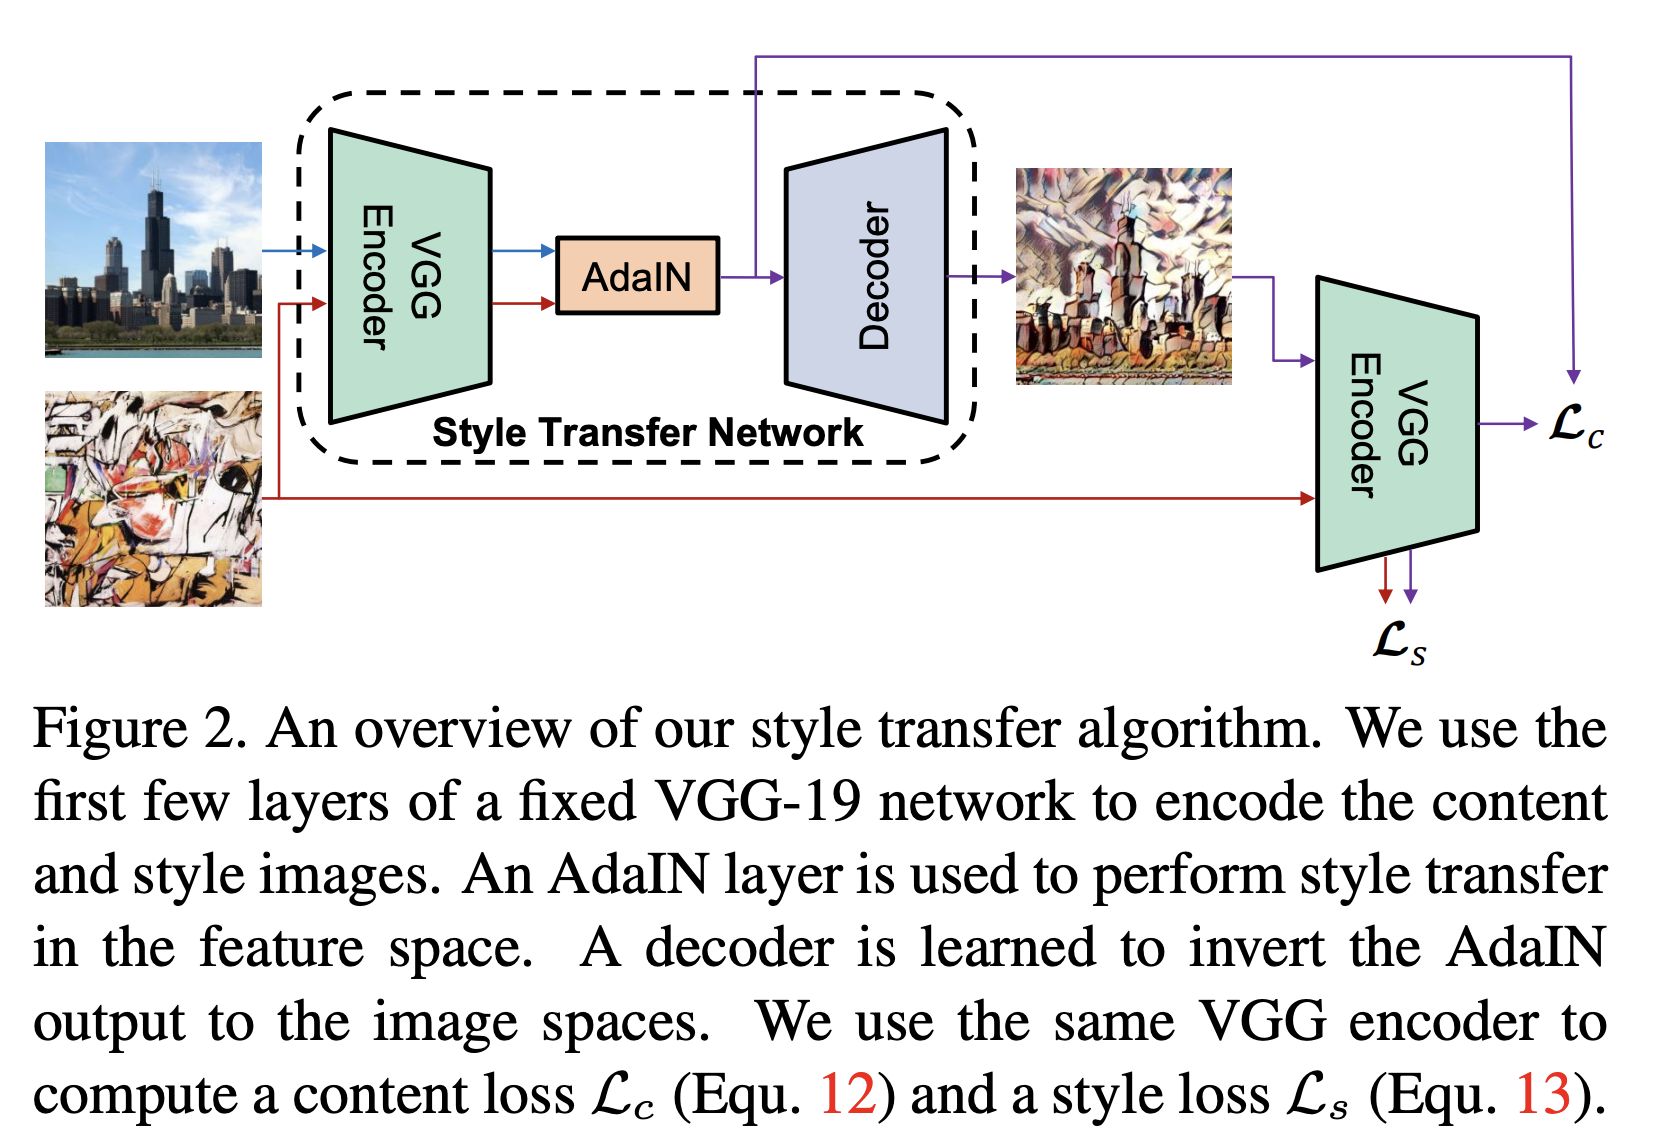 VGG
Encoder
AdaIN
Decoder
Style Transfer Network
VGG
Encoder
ℒc
ℒs
Figure 2. An overview of our style transfer algorithm. We use the
first few layers of a fixed VGG-19 network to encode the content
and style images. An AdaIN layer is used to perform style transfer
in the feature space. A decoder is learned to invert the AdaIN
output to the image spaces. We use the same VGG encoder to
compute a content loss ℒc (Equ. 12) and a style loss ℒs (Equ. 13).